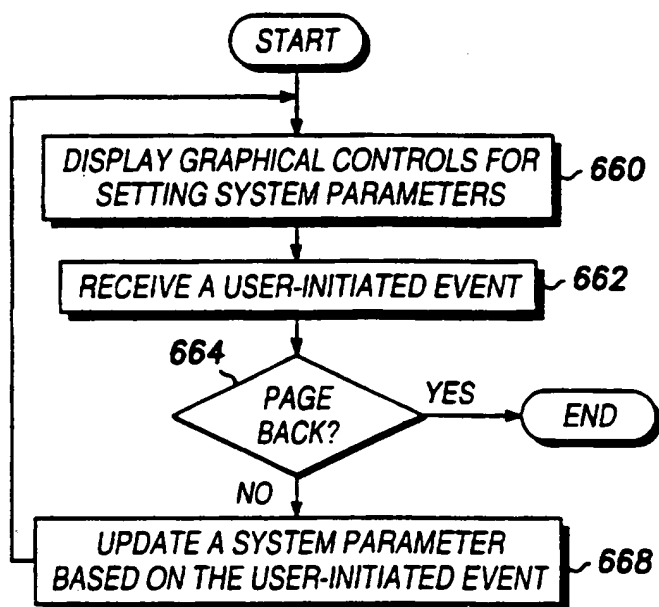 START
DISPLAY GRAPHICAL CONTROLS FOR
SETTING SYSTEM PARAMETERS
660
RECEIVE A USER-INITIATED EVENT
662
664
PAGE
BACK?
YES
END
NO
UPDATE A SYSTEM PARAMETER
BASED ON THE USER-INITIATED EVENT
668